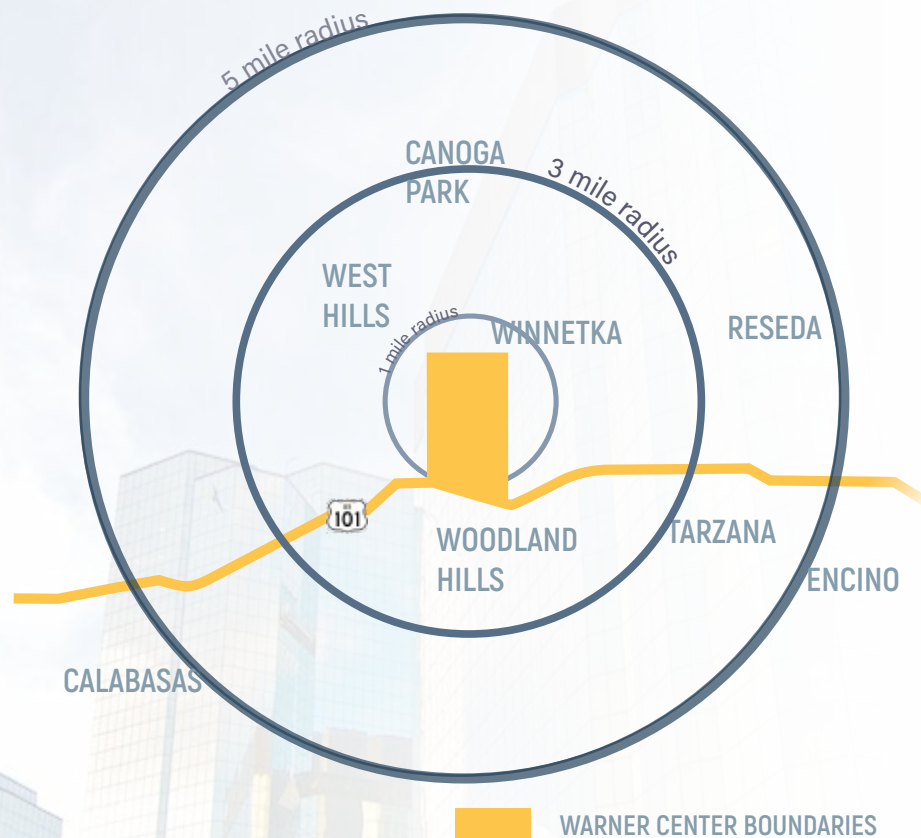 5 mile radius
CANOGA
PARK
3 mile radius
WEST
HILLS
1 mile radius
WINNETKA
RESEDA
101
WOODLAND
HILLS
TARZANA
ENCINO
CALABASAS
WARNER CENTER BOUNDARIES